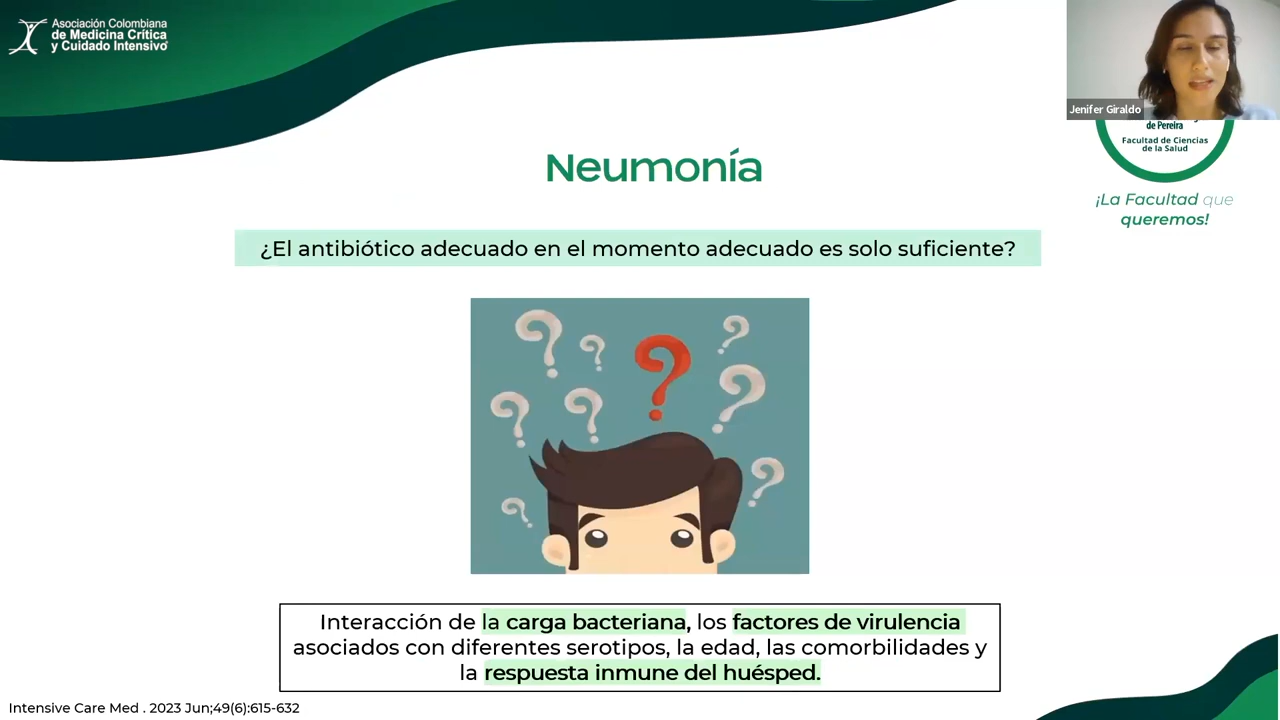 Asociación Colombiana
de Medicina Crítica
y Cuidado Intensivo
Jenifer Giraldo
de Pereira
Facultad de Ciencias
de la Salud
¡La Facultad que
queremos!
Neumonía
¿El antibiótico adecuado en el momento adecuado es solo suficiente?
Interacción de la carga bacteriana, los factores de virulencia
asociados con diferentes serotipos, la edad, las comorbilidades y
la respuesta inmune del huésped.
Intensive Care Med . 2023 Jun;49(6):615-632